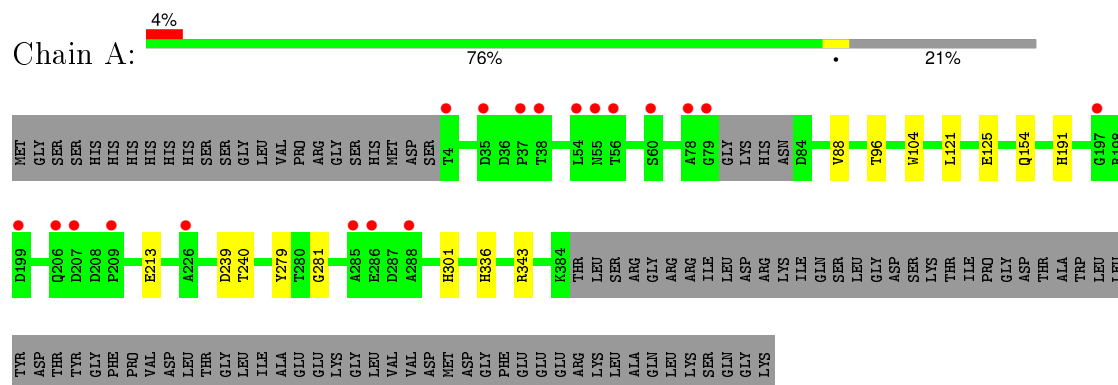 4%
Chain A:
76%
21%
MET GLY SER SER HIS HIS HIS HIS HIS HIS SER SER GLY LEU VAL PRO ARG GLY SER HIS MET ASP SER T4 D35 D36 P37 T38 L54 N55 T56 S60 A78 G79 GLY LYS HIS ASN D84 V88 T96 W104 L121 E125 Q154 H191 G197 R198
D199 Q206 D207 D208 P209 E213 A226 D239 T240 Y279 T280 G281 A285 E286 D287 A288 H301 H336 R343 K384 THR LEU SER ARG GLY ARG ARG ILE LEU ASP ARG LYS ILE GLN SER LEU GLY ASP SER LYS THR ILE PRO GLY ASP THR ALA TRP LEU LEU
TYR ASP THR TYR GLY PHE PRO VAL ASP LEU THR GLY LEU ILE ALA GLU GLU LYS GLY LEU VAL VAL ASP MET ASP GLY PHE GLU GLU GLU ARG LYS LEU ALA GLN LEU LYS SER GLN GLY LYS